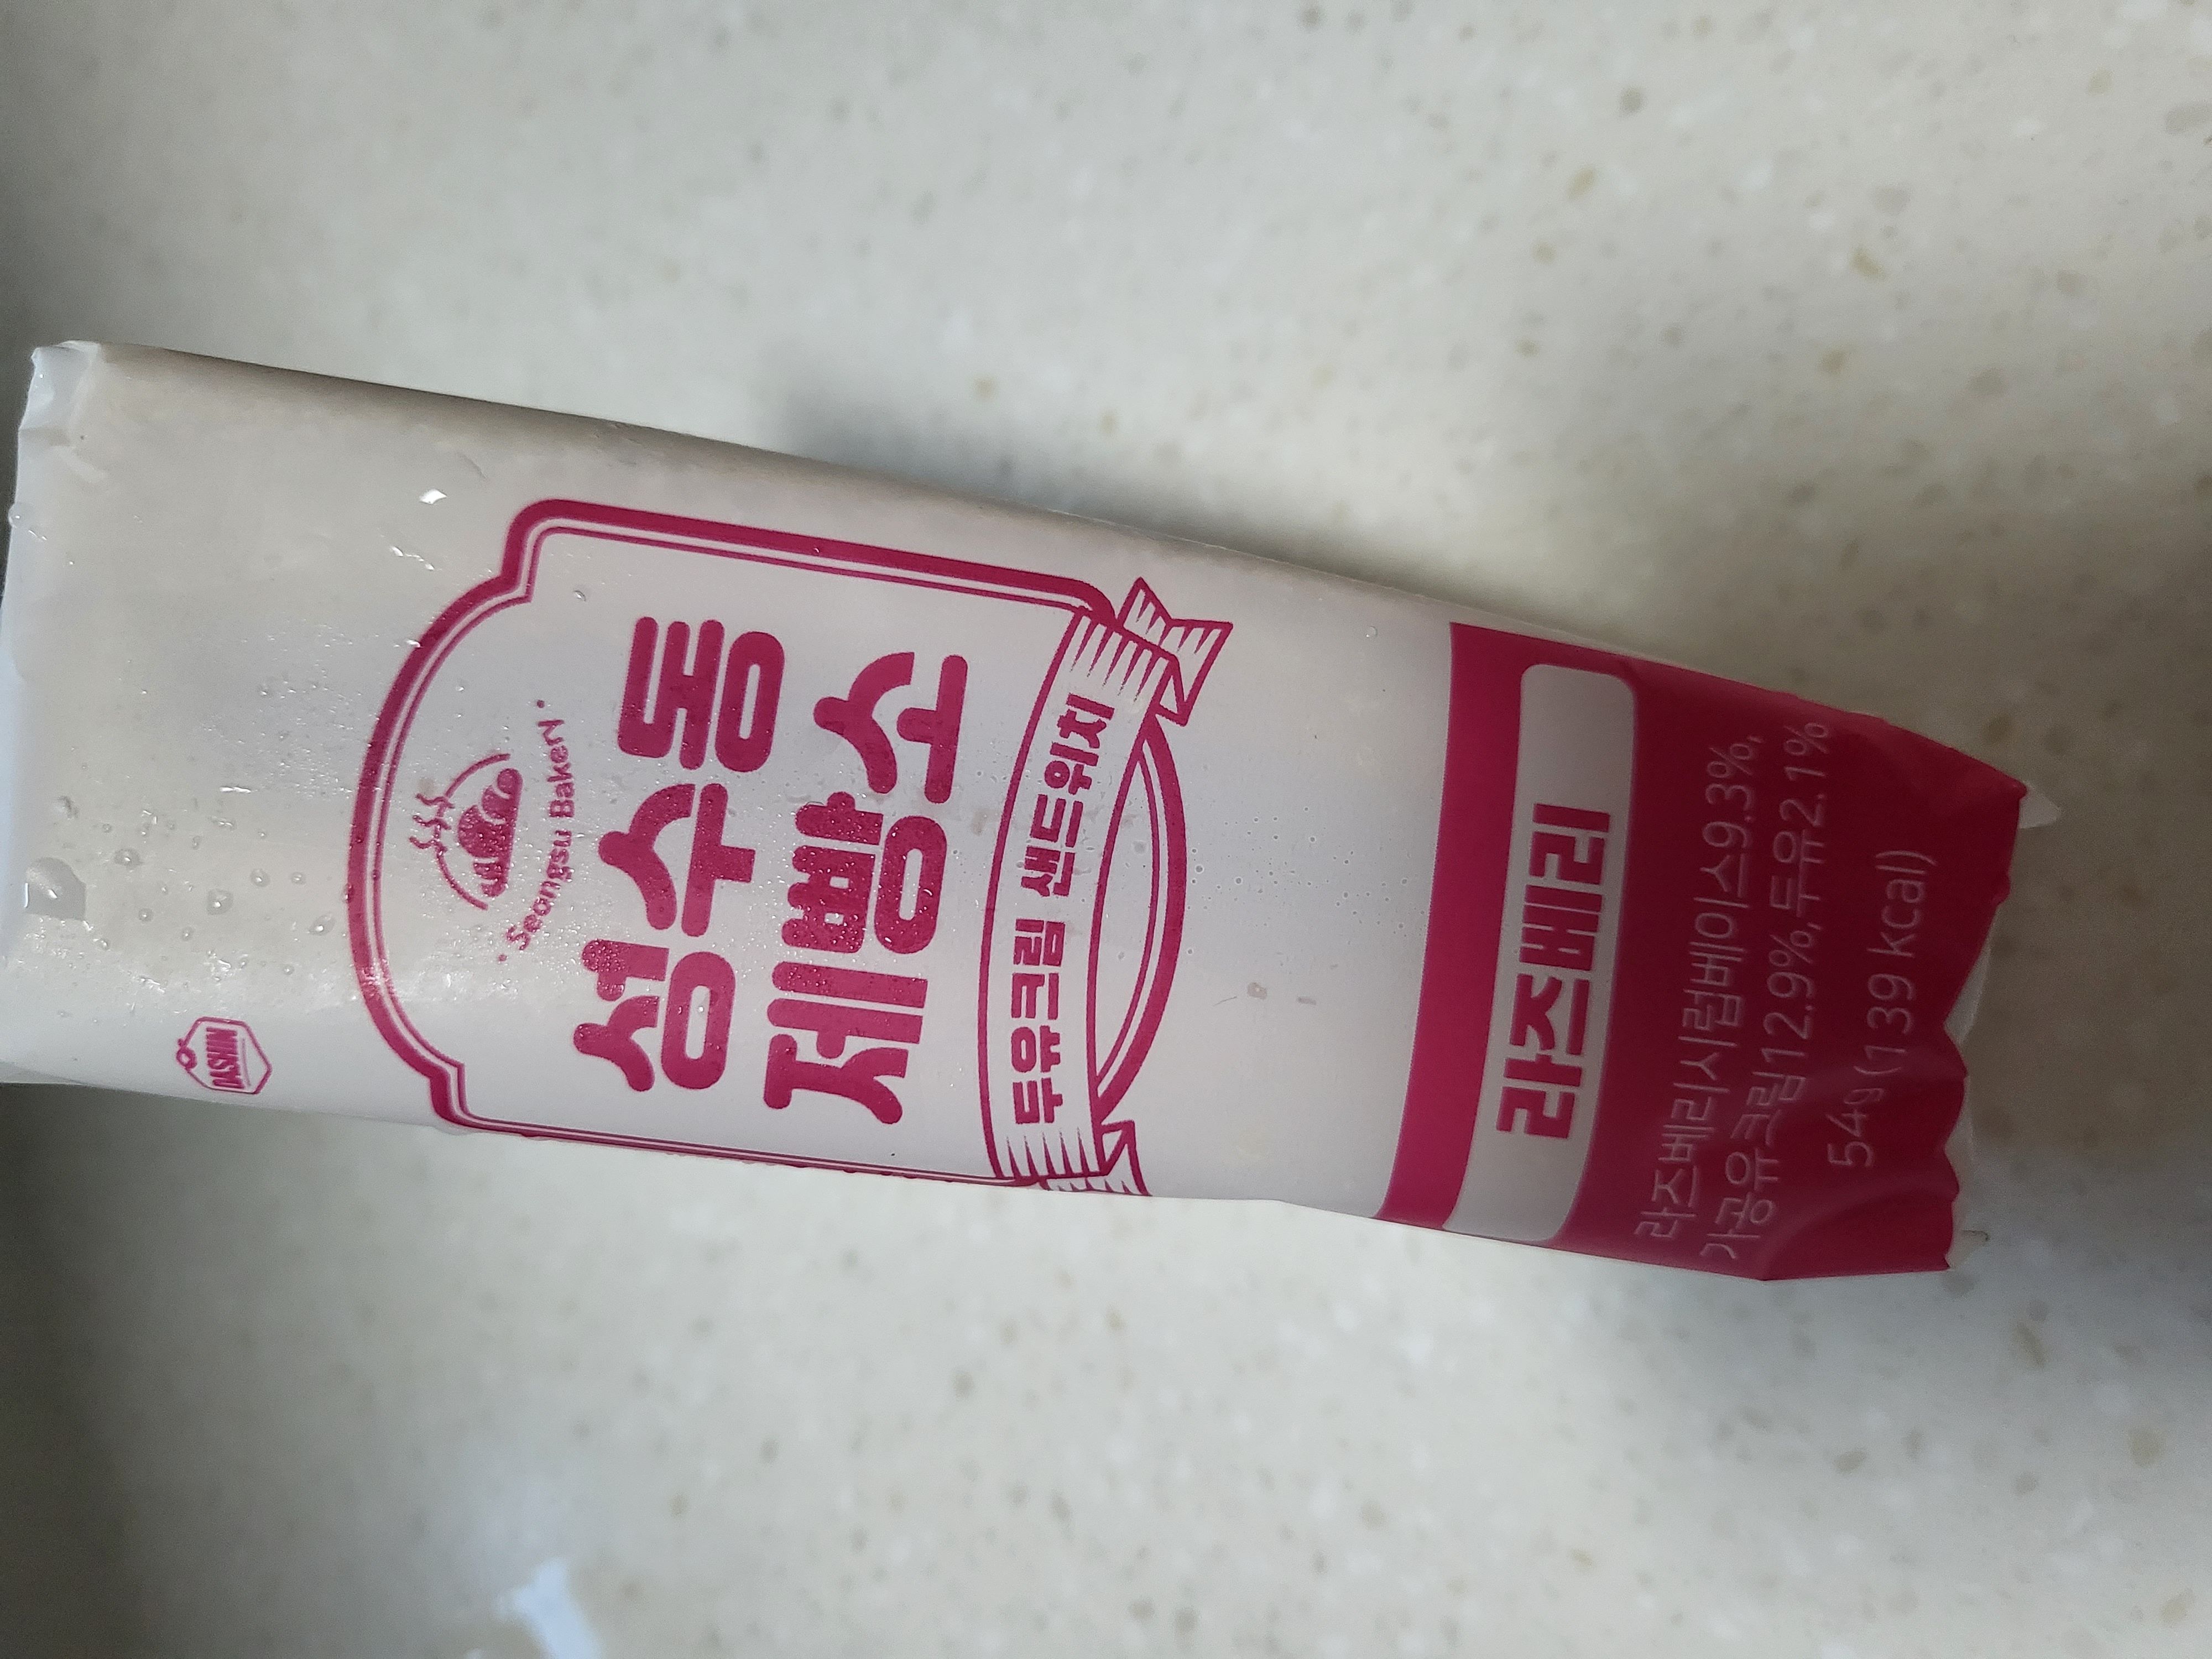 DASHIN
Seongsu Bakery
성수동
제빵소
두유크림 샌드위치
라즈베리
라즈베리시럽베이스9.3%,
가공유크림12.9%,두유2.1%
54g (139 kcal)